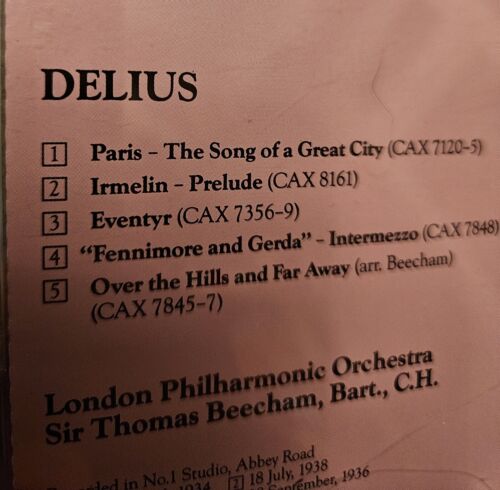 DELIUS
1 Paris – The Song of a Great City (CAX 7120-5)
2 Irmelin – Prelude (CAX 8161)
3 Eventyr (CAX 7356-9)
4 “Fennimore and Gerda” – Intermezzo (CAX 7848)
5 Over the Hills and Far Away (arr. Beecham)
(CAX 7845-7)
London Philharmonic Orchestra
Sir Thomas Beecham, Bart., C.H.
in No.1 Studio, Abbey Road
1934 2 18 July, 1938
September, 1936